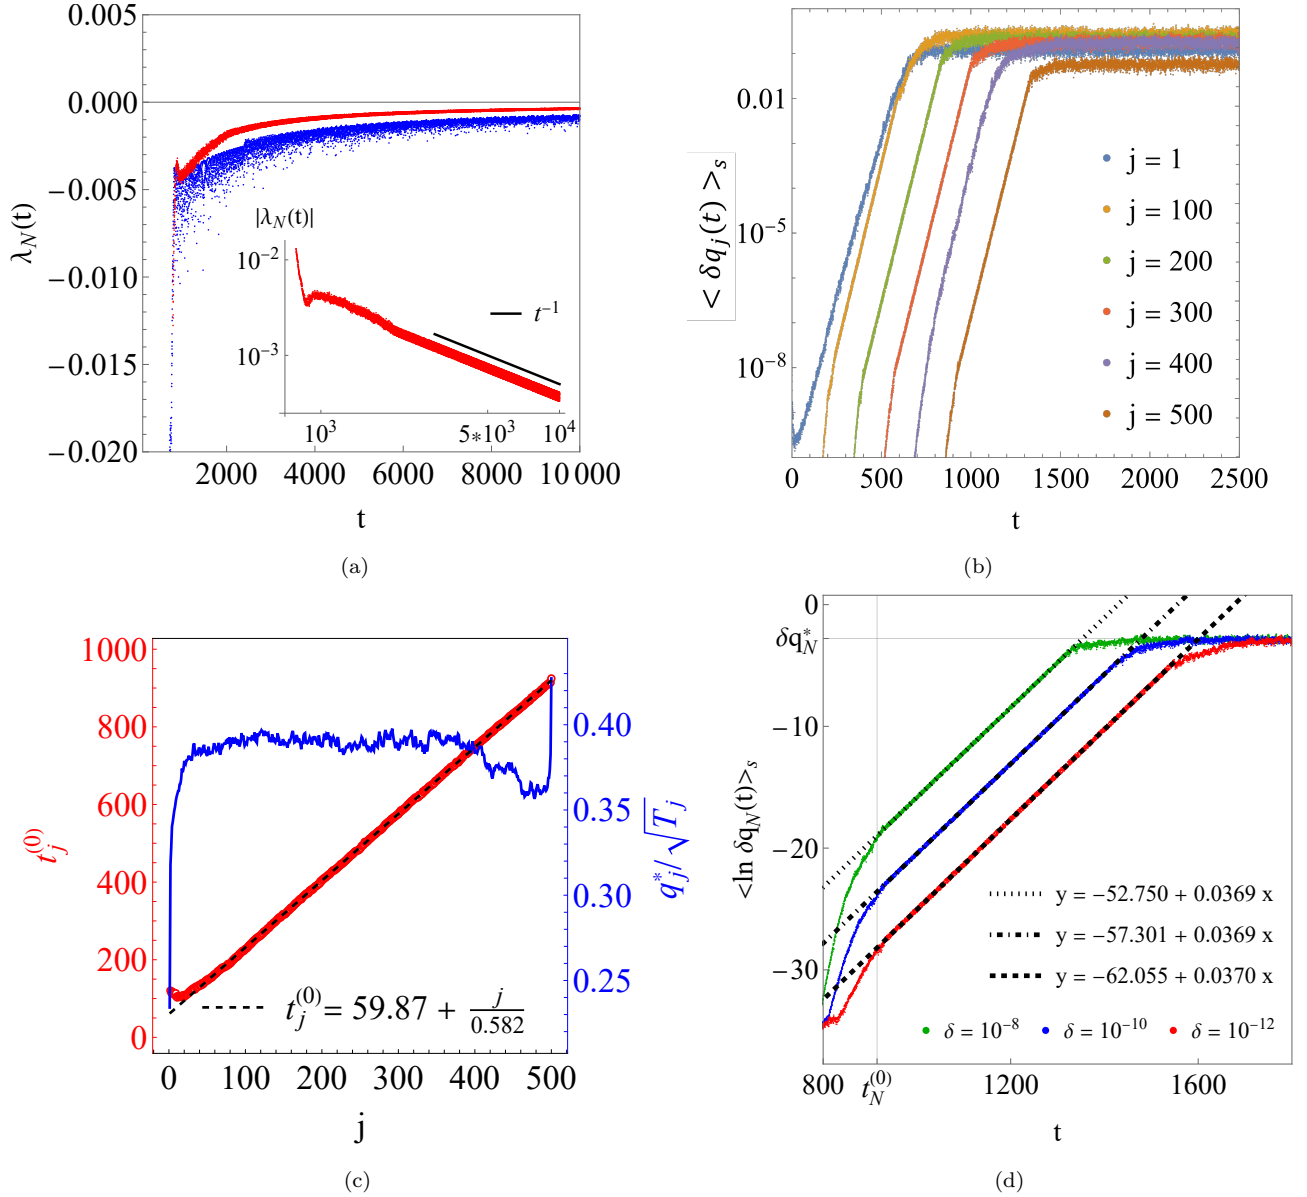 0.005
0.000
−0.005
−0.010
−0.015
−0.020
λ_N(t)
2000 4000 6000 8000 10000
t
|λ_N(t)|
10^{-2}
10^{-3}
10^3 5*10^3 10^4
t^{-1}
(a)
0.01
10^{-5}
10^{-8}
< δq_j(t) >_s
j = 1
j = 100
j = 200
j = 300
j = 400
j = 500
0 500 1000 1500 2000 2500
t
(b)
1000
800
600
400
200
0
t_j^{(0)}
0.40
0.35
0.30
0.25
q_j^*/√T_j
t_j^{(0)} = 59.87 + j/0.582
0 100 200 300 400 500
j
(c)
0
δq_N^*
−10
−20
−30
<ln δq_N(t)>_s
y = −52.750 + 0.0369 x
y = −57.301 + 0.0369 x
y = −62.055 + 0.0370 x
δ = 10^{-8} δ = 10^{-10} δ = 10^{-12}
800 t_N^{(0)} 1200 1600
t
(d)